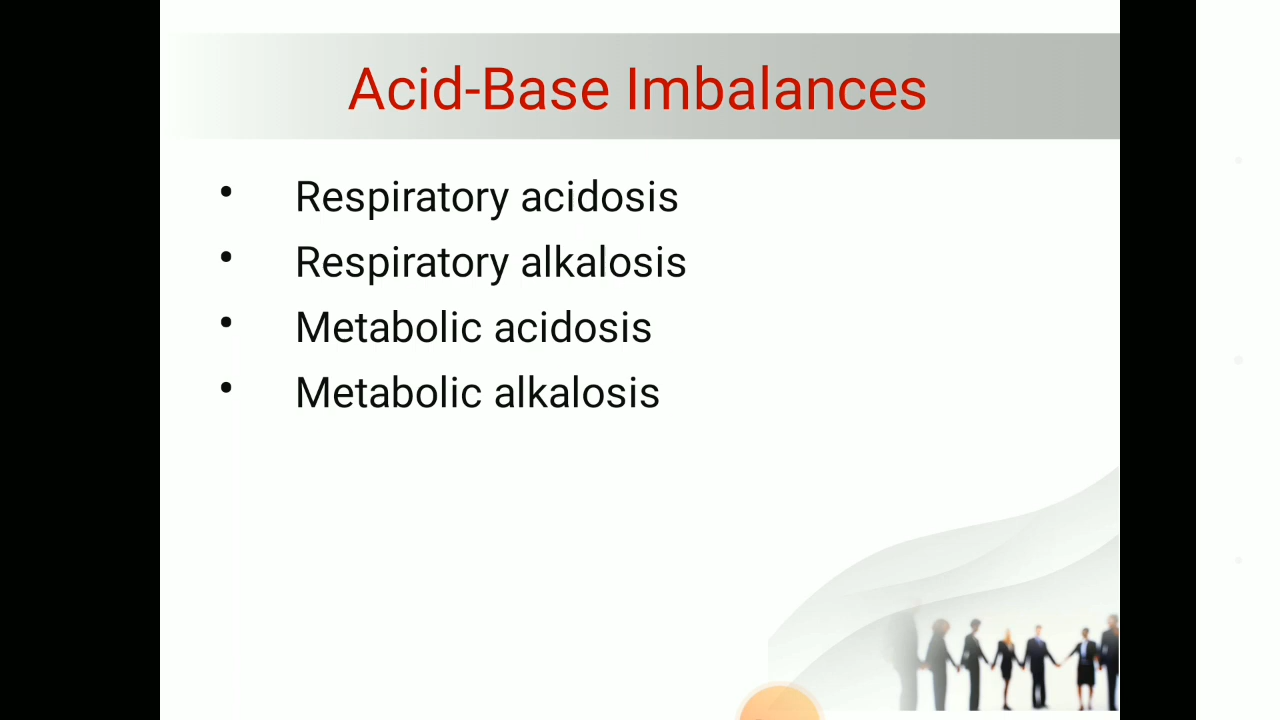 Acid-Base Imbalances
• Respiratory acidosis
• Respiratory alkalosis
• Metabolic acidosis
• Metabolic alkalosis